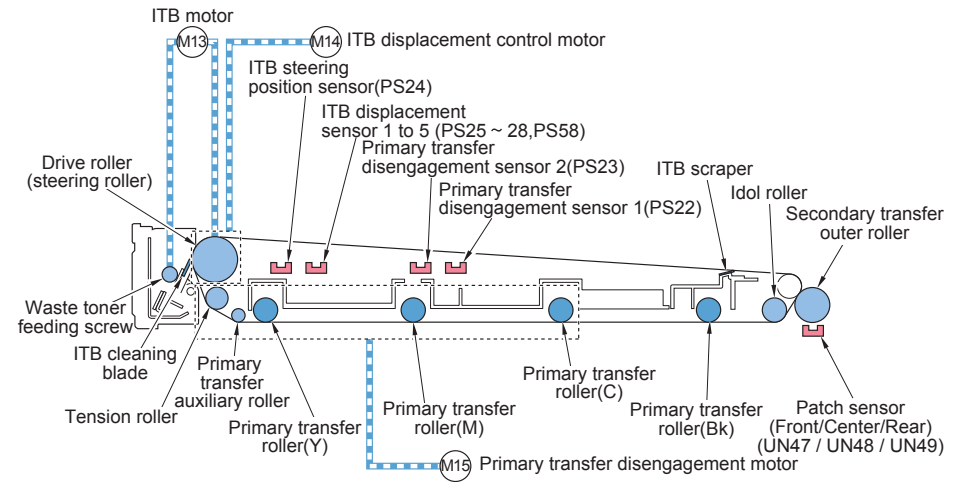 ITB motor
M13
M14
ITB displacement control motor
ITB steering
position sensor(PS24)
ITB displacement
sensor 1 to 5 (PS25 ~ 28,PS58)
Primary transfer
disengagement sensor 2(PS23)
Primary transfer
disengagement sensor 1(PS22)
ITB scraper
Idol roller
Secondary transfer
outer roller
Drive roller
(steering roller)
Waste toner
feeding screw
ITB cleaning
blade
Tension roller
Primary
transfer
auxiliary roller
Primary transfer
roller(Y)
Primary transfer
roller(M)
Primary transfer
roller(C)
Primary transfer
roller(Bk)
Patch sensor
(Front/Center/Rear)
(UN47 / UN48 / UN49)
M15
Primary transfer disengagement motor